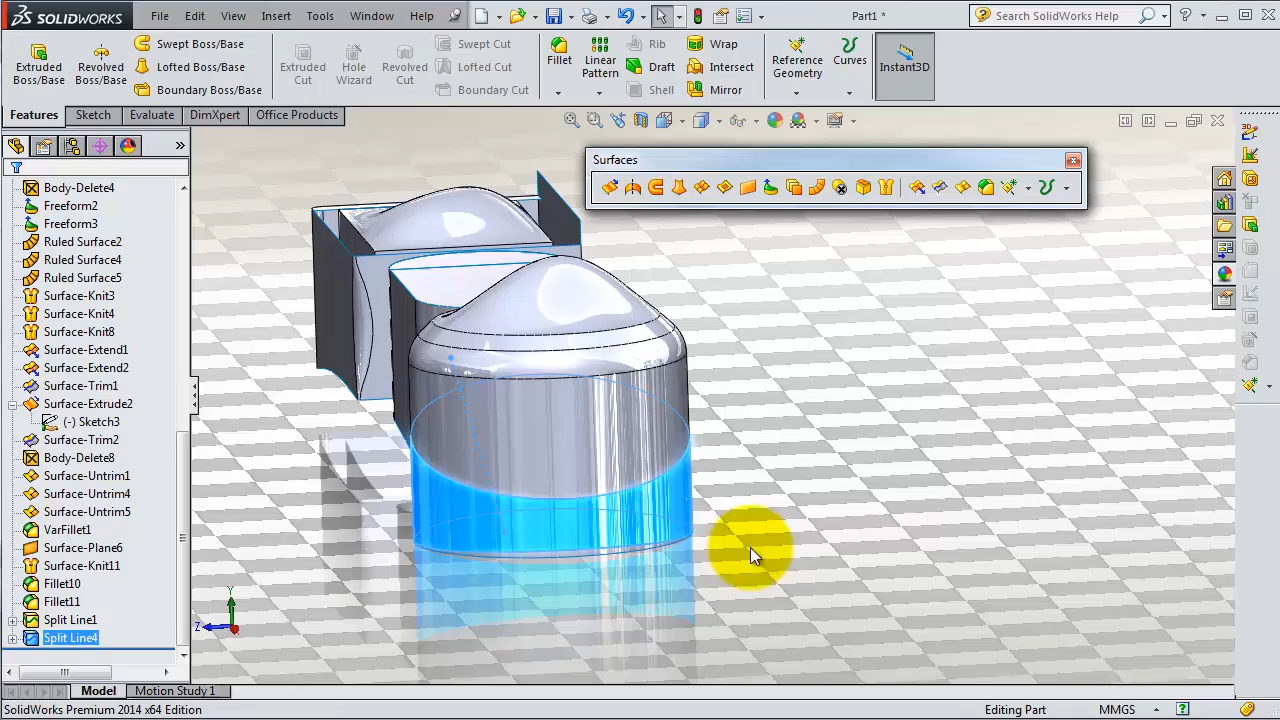 SOLIDWORKS
File Edit View Insert Tools Window Help
Part1 *
Search SolidWorks Help
Extruded Boss/Base
Revolved Boss/Base
Swept Boss/Base
Lofted Boss/Base
Boundary Boss/Base
Extruded Cut
Hole Wizard
Revolved Cut
Swept Cut
Lofted Cut
Boundary Cut
Fillet
Linear Pattern
Rib
Draft
Shell
Wrap
Intersect
Mirror
Reference Geometry
Curves
Instant3D
Features Sketch Evaluate DimXpert Office Products
Surfaces
Body-Delete4
Freeform2
Freeform3
Ruled Surface2
Ruled Surface4
Ruled Surface5
Surface-Knit3
Surface-Knit4
Surface-Knit8
Surface-Extend1
Surface-Extend2
Surface-Trim1
Surface-Extrude2
(-) Sketch3
Surface-Trim2
Body-Delete8
Surface-Untrim1
Surface-Untrim4
Surface-Untrim5
VarFillet1
Surface-Plane6
Surface-Knit11
Fillet10
Fillet11
Split Line1
Split Line4
Y
Z
Model Motion Study 1
SolidWorks Premium 2014 x64 Edition
Editing Part
MMGS